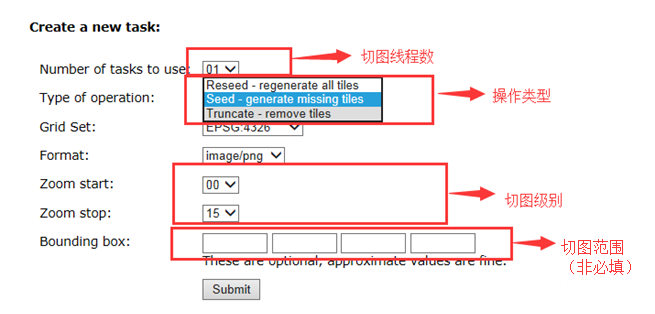 Create a new task:
Number of tasks to use: 01 切图线程数
Reseed - regenerate all tiles
Type of operation: Seed - generate missing tiles 操作类型
Truncate - remove tiles
Grid Set: EPSG:4326
Format: image/png
Zoom start: 00
切图级别
Zoom stop: 15
Bounding box: 切图范围
These are optional, approximate values are fine. （非必填）
Submit